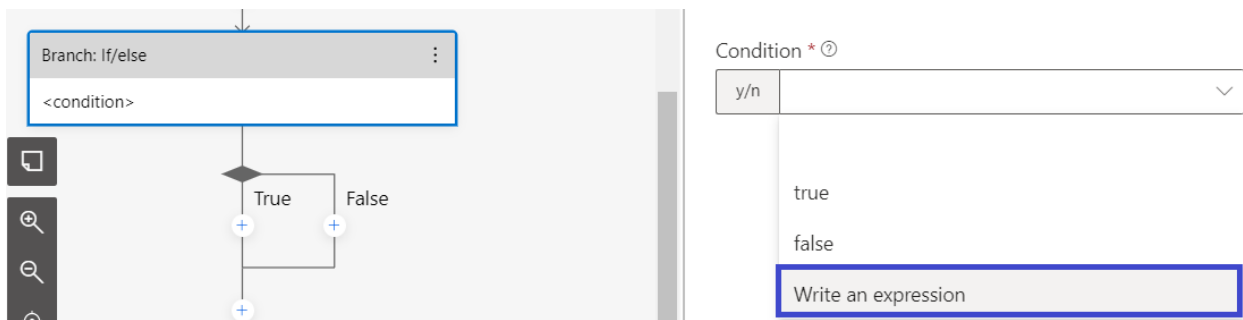 Branch: If/else
<condition>
True
False
Condition *
y/n
true
false
Write an expression